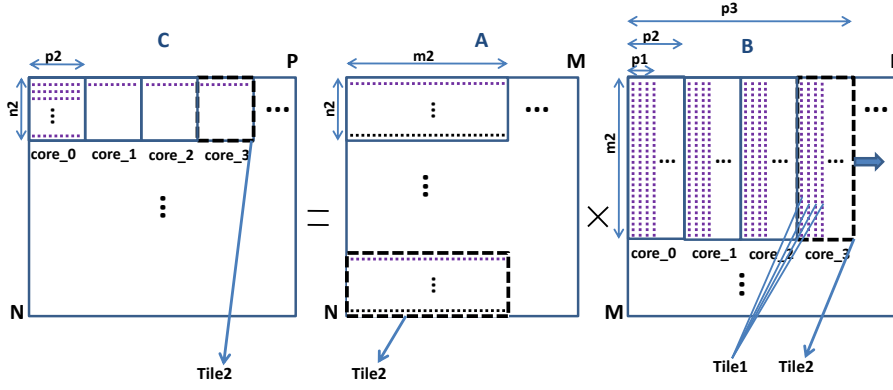 p3
C
A
p2
B
p2
P
m2
M
p1
n2
n2
m2
core_0
core_1
core_2
core_3
=
×
core_0
core_1
core_2
core_3
N
N
M
Tile2
Tile2
Tile1
Tile2